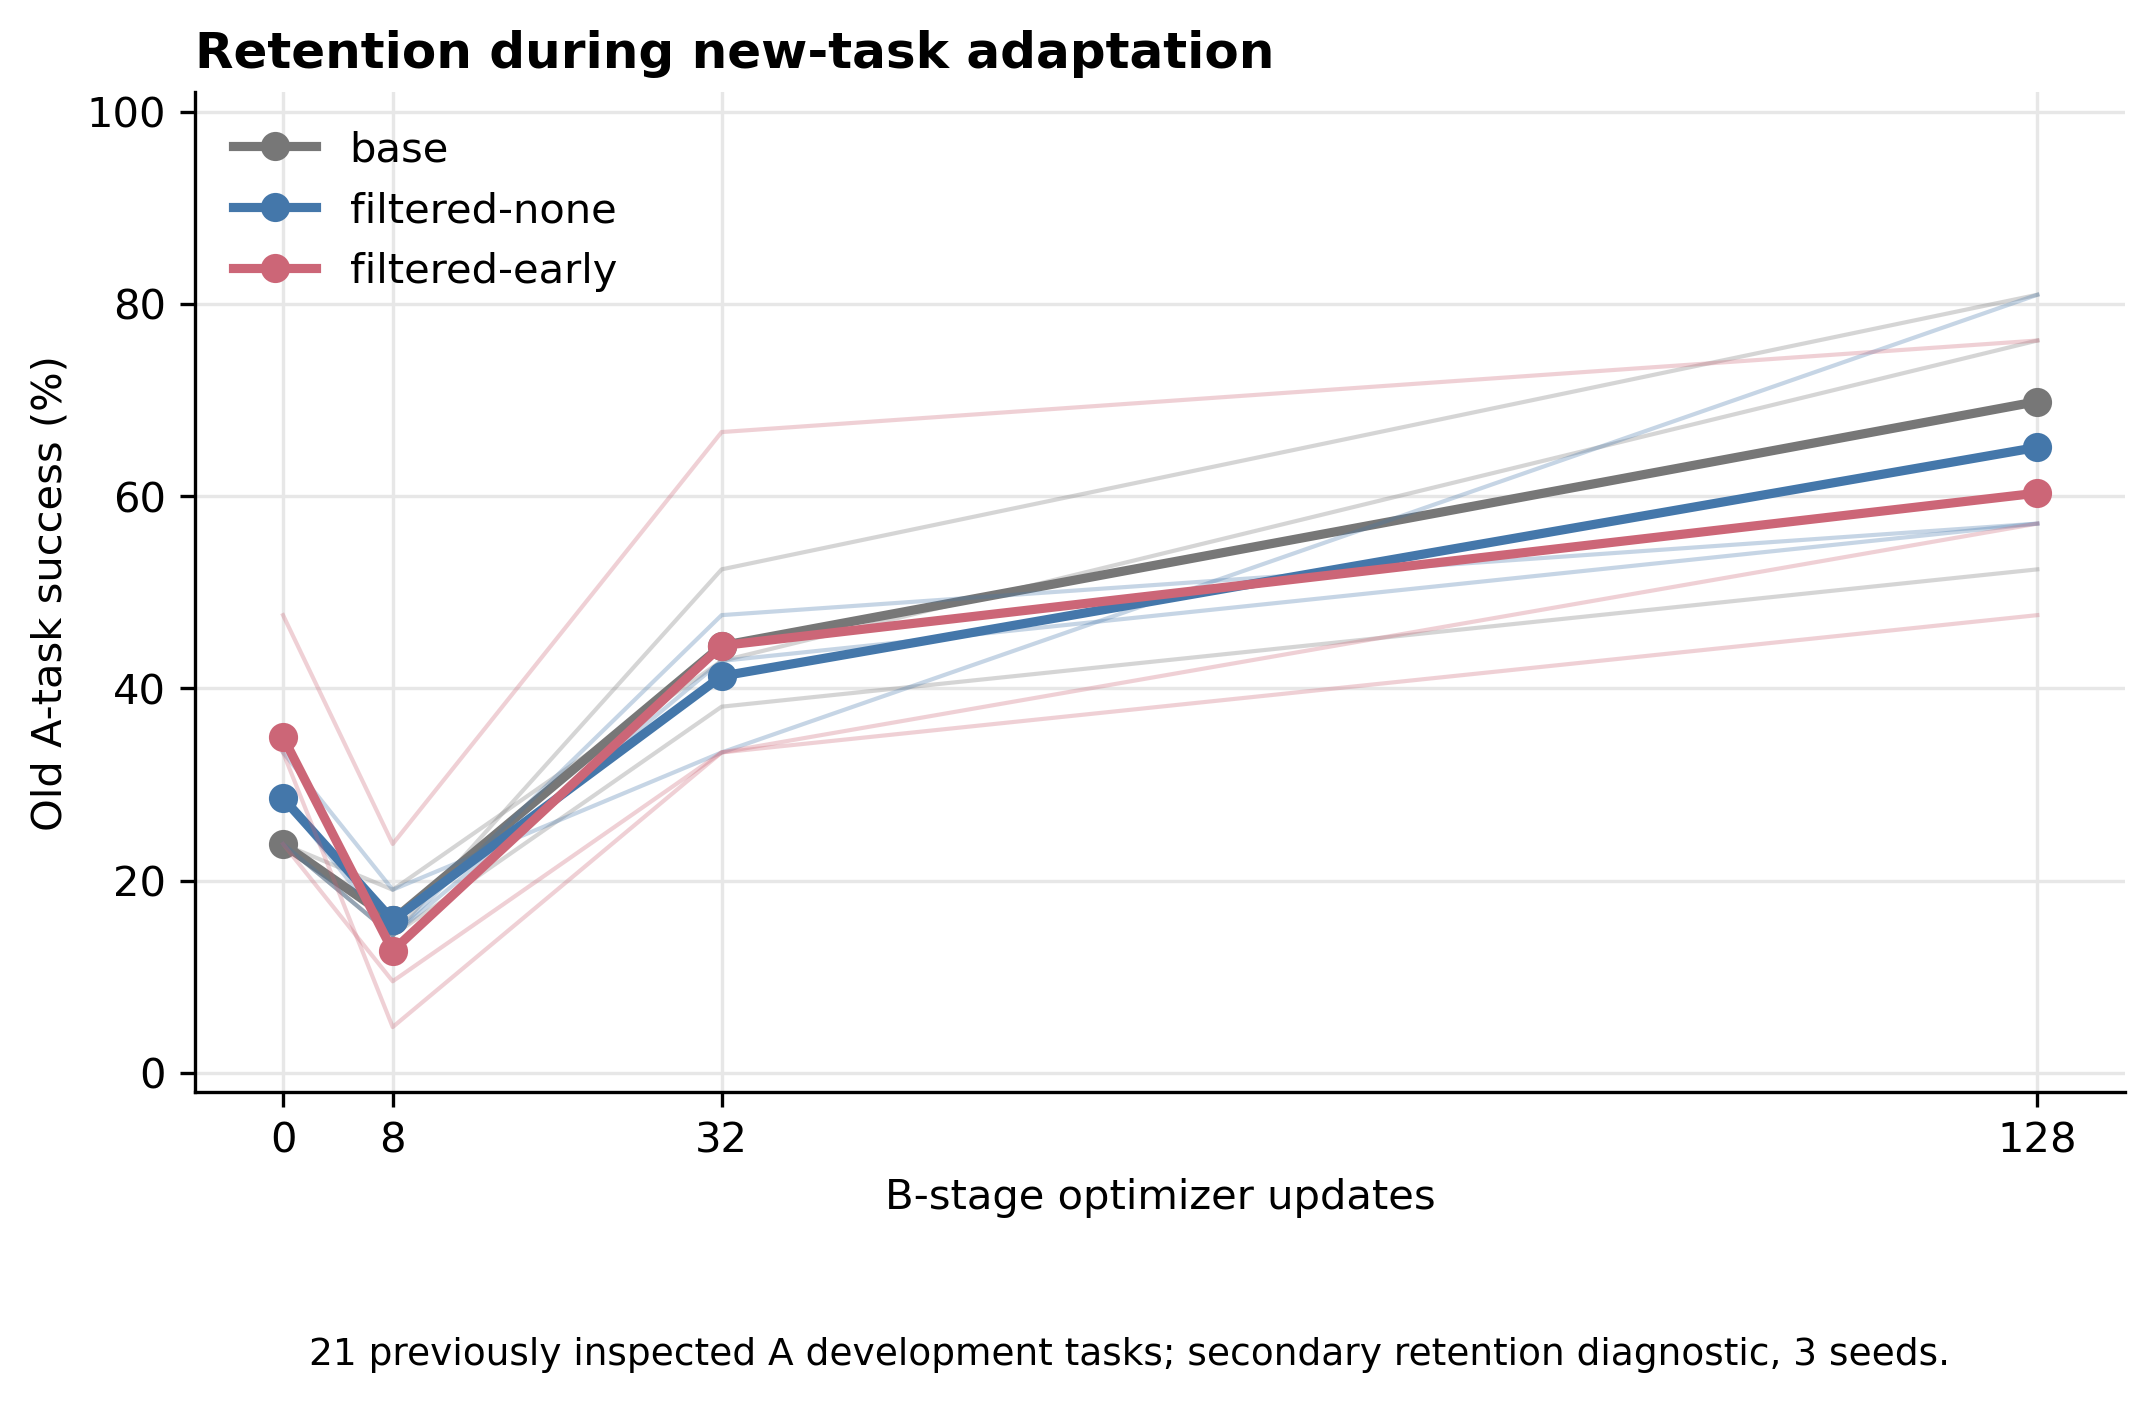 Retention during new-task adaptation
100
80
60
40
20
0
Old A-task success (%)
base
filtered-none
filtered-early
0 8 32 128
B-stage optimizer updates
21 previously inspected A development tasks; secondary retention diagnostic, 3 seeds.